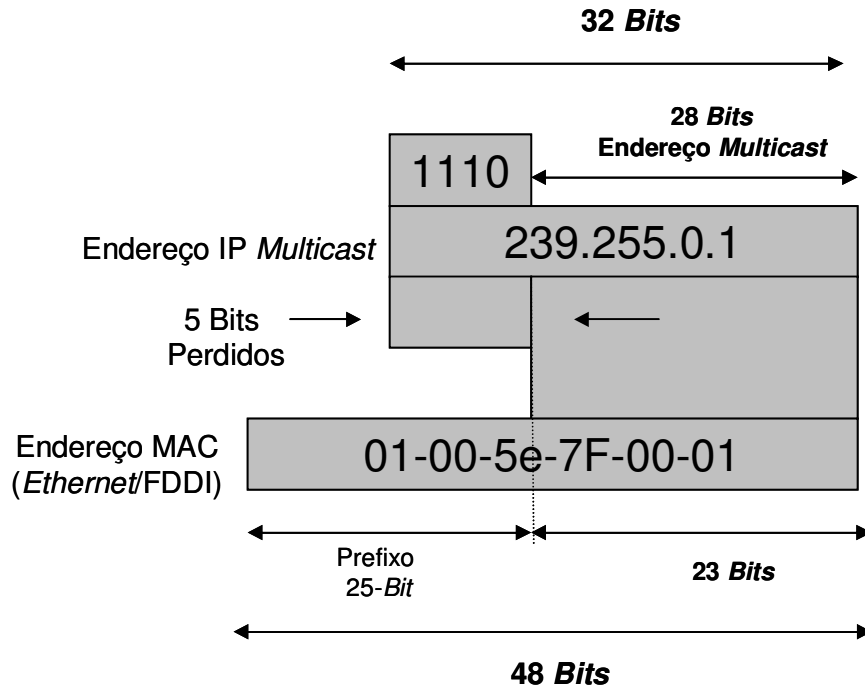 32 Bits
28 Bits
Endereço Multicast
1110
Endereço IP Multicast
239.255.0.1
5 Bits
Perdidos
Endereço MAC
(Ethernet/FDDI)
01-00-5e-7F-00-01
Prefixo
25-Bit
23 Bits
48 Bits